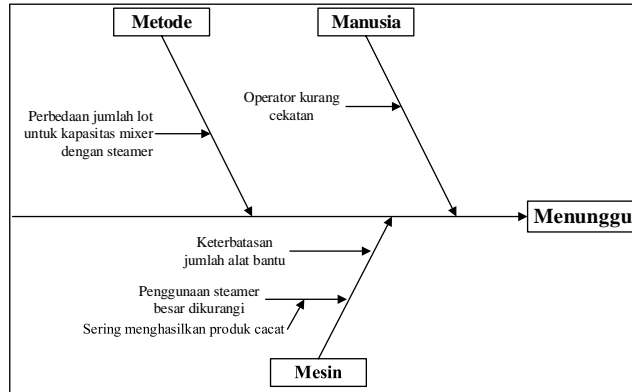 Metode
Manusia
Operator kurang
cekatan
Perbedaan jumlah lot
untuk kapasitas mixer
dengan steamer
Menunggu
Keterbatasan
jumlah alat bantu
Penggunaan steamer
besar dikurangi
Sering menghasilkan produk cacat
Mesin